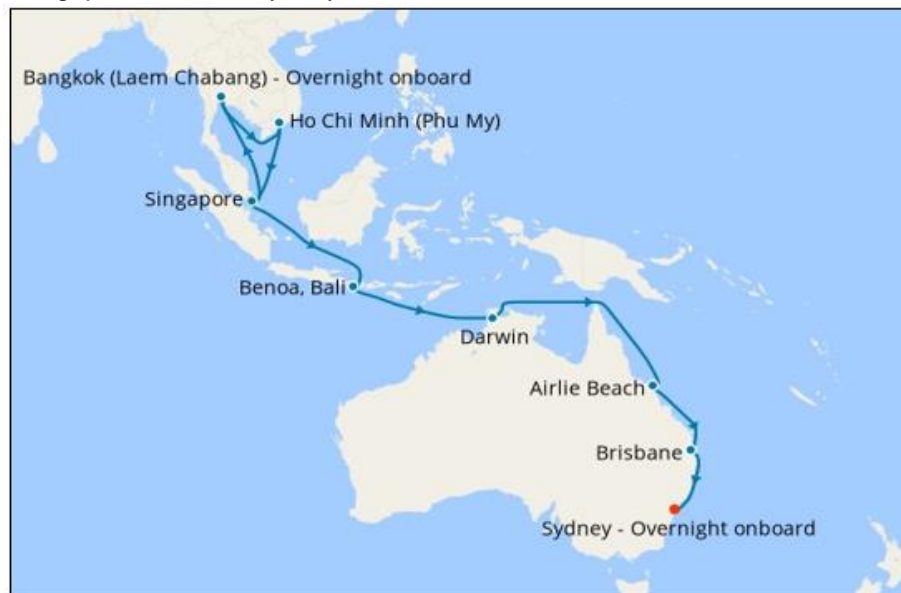 Bangkok (Laem Chabang) - Overnight onboard
Ho Chi Minh (Phu My)
Singapore
Benoa, Bali
Darwin
Airlie Beach
Brisbane
Sydney - Overnight onboard